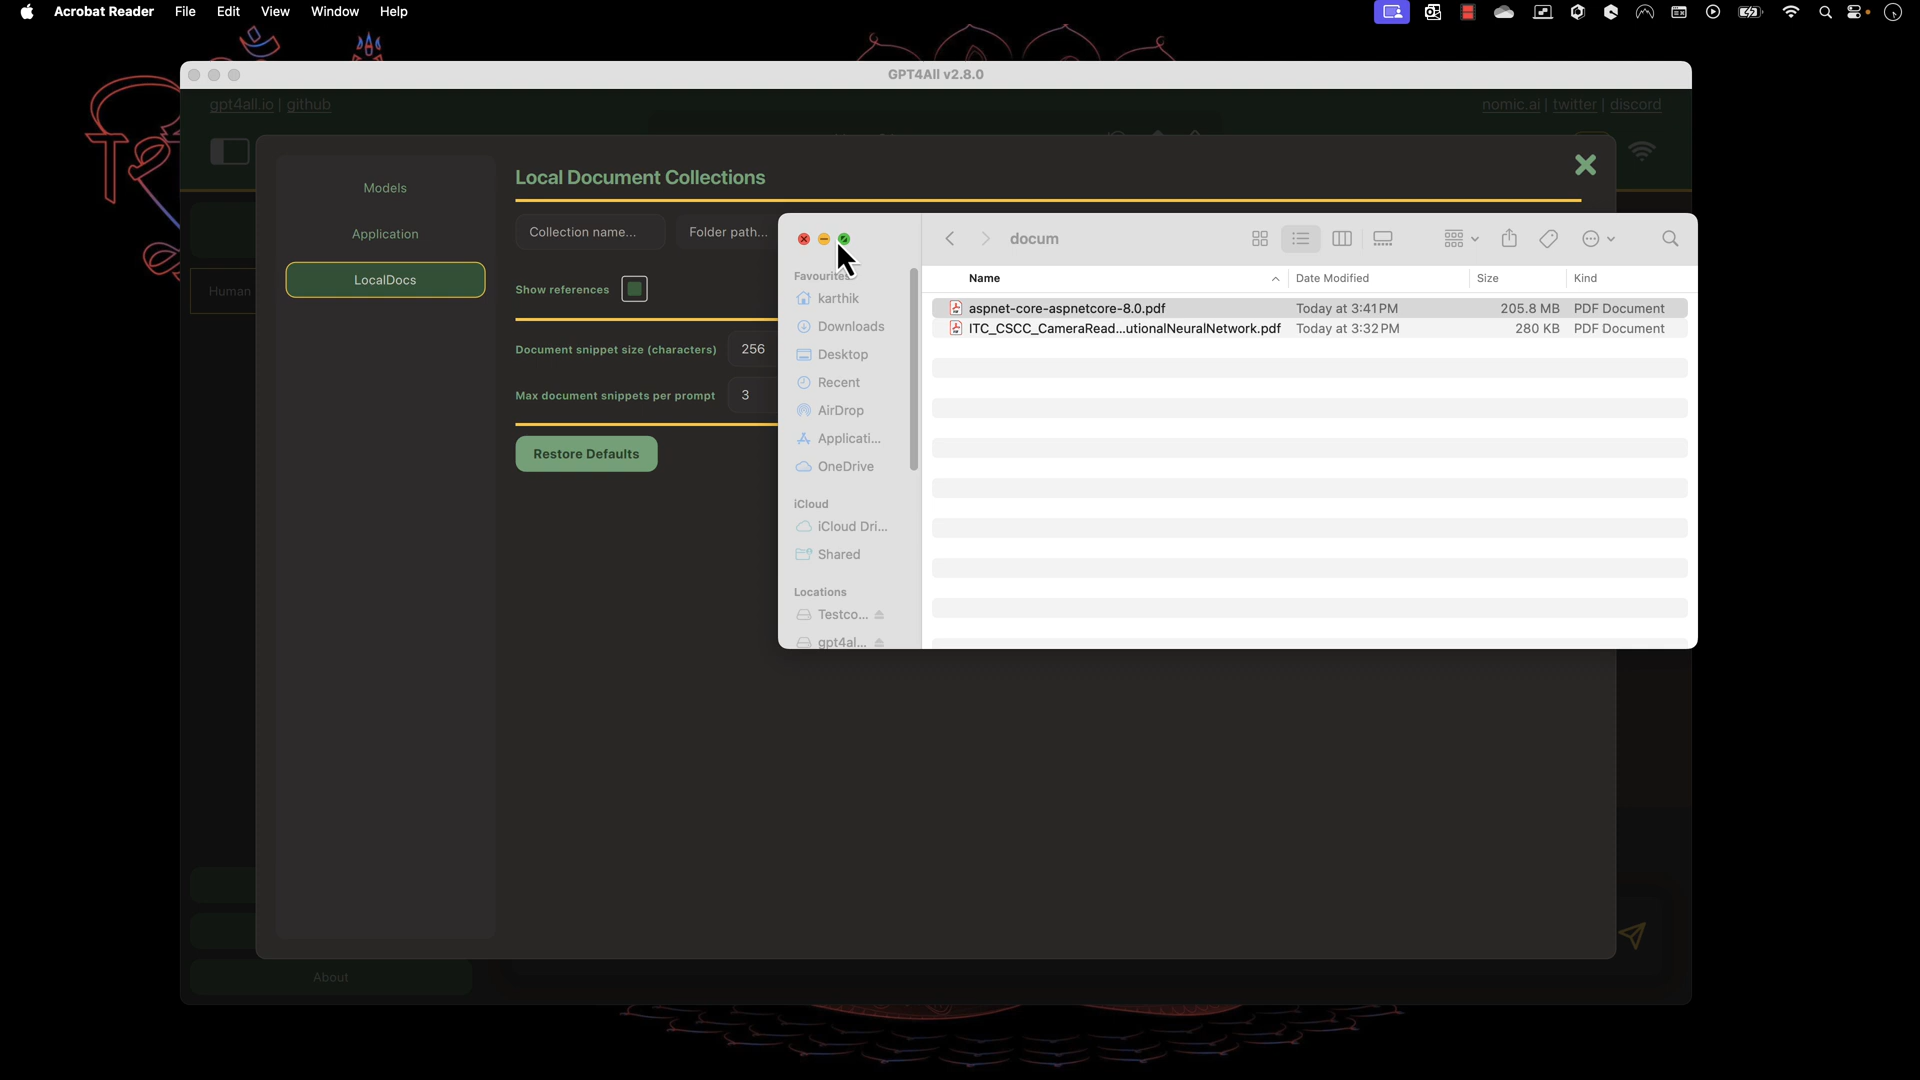 Acrobat Reader File Edit View Window Help
GPT4All v2.8.0
gpt4all.io | github
nomic.ai | twitter | discord
Models
Application
LocalDocs
Human
About
Local Document Collections
Collection name...
Folder path...
Show references
Document snippet size (characters)
256
Max document snippets per prompt
3
Restore Defaults
docum
Favourites
karthik
Downloads
Desktop
Recent
AirDrop
Applicati...
OneDrive
iCloud
iCloud Dri...
Shared
Locations
Testco...
gpt4al...
Name Date Modified Size Kind
aspnet-core-aspnetcore-8.0.pdf Today at 3:41 PM 205.8 MB PDF Document
ITC_CSCC_CameraRead...utionalNeuralNetwork.pdf Today at 3:32 PM 280 KB PDF Document